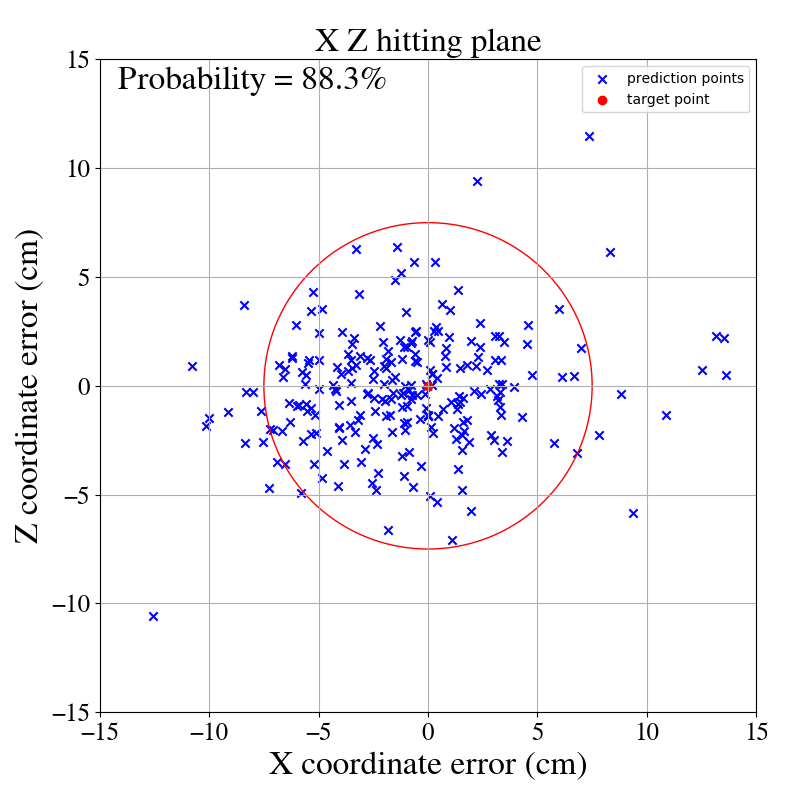 X Z hitting plane
Probability = 88.3%
prediction points
target point
15
10
5
0
−5
−10
−15
Z coordinate error (cm)
−15 −10 −5 0 5 10 15
X coordinate error (cm)